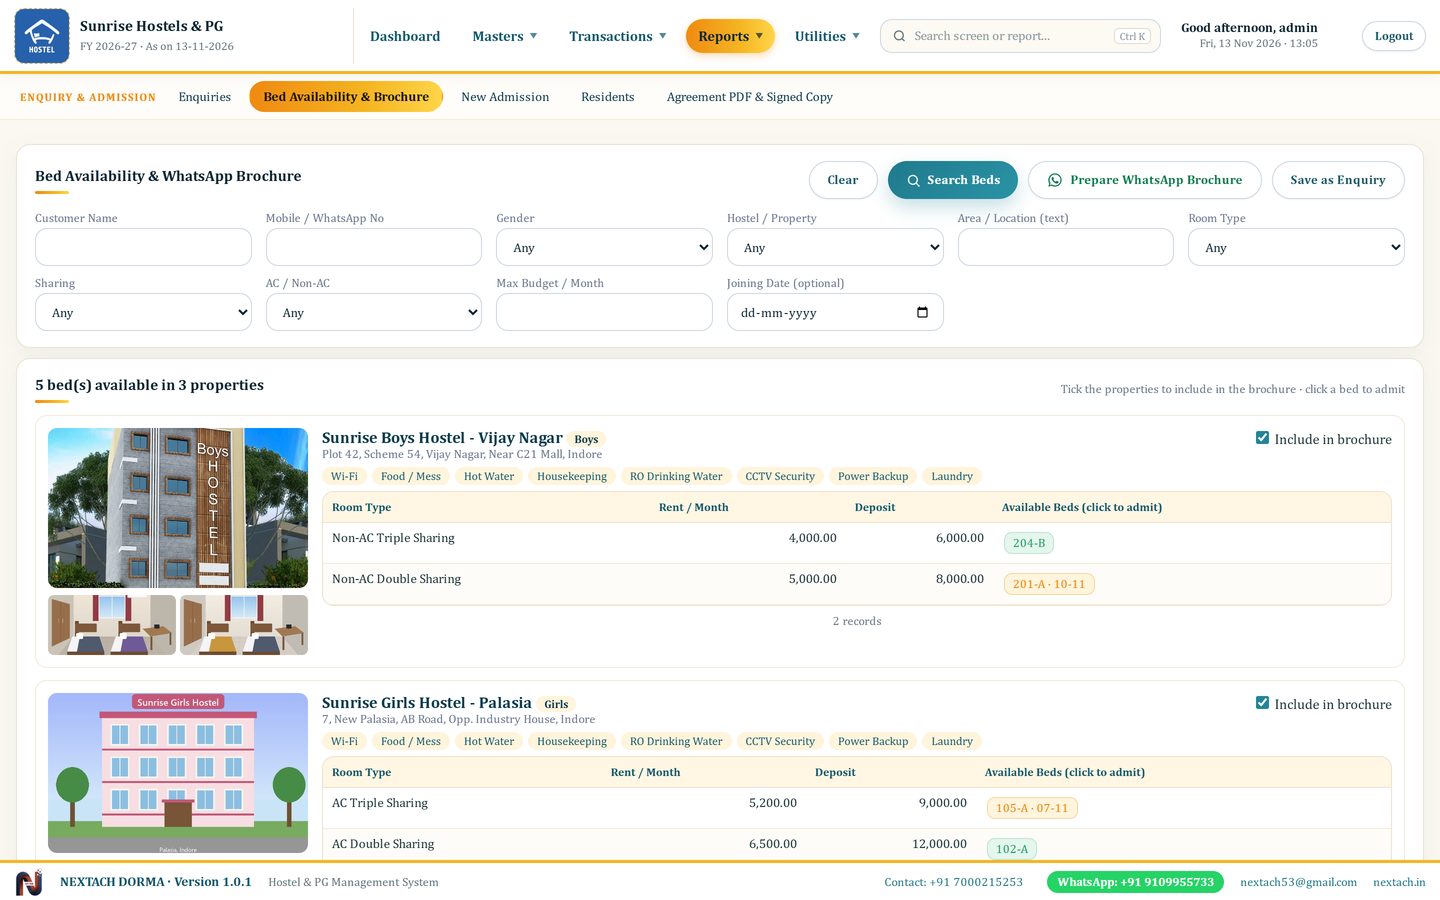 HOSTEL
Sunrise Hostels & PG
FY 2026-27 · As on 13-11-2026
Dashboard
Masters
Transactions
Reports
Utilities
Search screen or report...
Ctrl K
Good afternoon, admin
Fri, 13 Nov 2026 · 13:05
Logout
ENQUIRY & ADMISSION
Enquiries
Bed Availability & Brochure
New Admission
Residents
Agreement PDF & Signed Copy
Bed Availability & WhatsApp Brochure
Clear
Search Beds
Prepare WhatsApp Brochure
Save as Enquiry
Customer Name
Mobile / WhatsApp No
Gender
Hostel / Property
Area / Location (text)
Room Type
Any
Any
Any
Sharing
AC / Non-AC
Max Budget / Month
Joining Date (optional)
Any
Any
dd-mm-yyyy
5 bed(s) available in 3 properties
Tick the properties to include in the brochure · click a bed to admit
Boys
HOSTEL
Sunrise Boys Hostel - Vijay Nagar
Boys
Include in brochure
Plot 42, Scheme 54, Vijay Nagar, Near C21 Mall, Indore
Wi-Fi
Food / Mess
Hot Water
Housekeeping
RO Drinking Water
CCTV Security
Power Backup
Laundry
Room Type
Rent / Month
Deposit
Available Beds (click to admit)
Non-AC Triple Sharing
4,000.00
6,000.00
204-B
Non-AC Double Sharing
5,000.00
8,000.00
201-A · 10-11
2 records
Sunrise Girls Hostel
Palasia, Indore
Sunrise Girls Hostel - Palasia
Girls
Include in brochure
7, New Palasia, AB Road, Opp. Industry House, Indore
Wi-Fi
Food / Mess
Hot Water
Housekeeping
RO Drinking Water
CCTV Security
Power Backup
Laundry
Room Type
Rent / Month
Deposit
Available Beds (click to admit)
AC Triple Sharing
5,200.00
9,000.00
105-A · 07-11
AC Double Sharing
6,500.00
12,000.00
102-A
NEXTACH DORMA · Version 1.0.1
Hostel & PG Management System
Contact: +91 7000215253
WhatsApp: +91 9109955733
nextach53@gmail.com
nextach.in